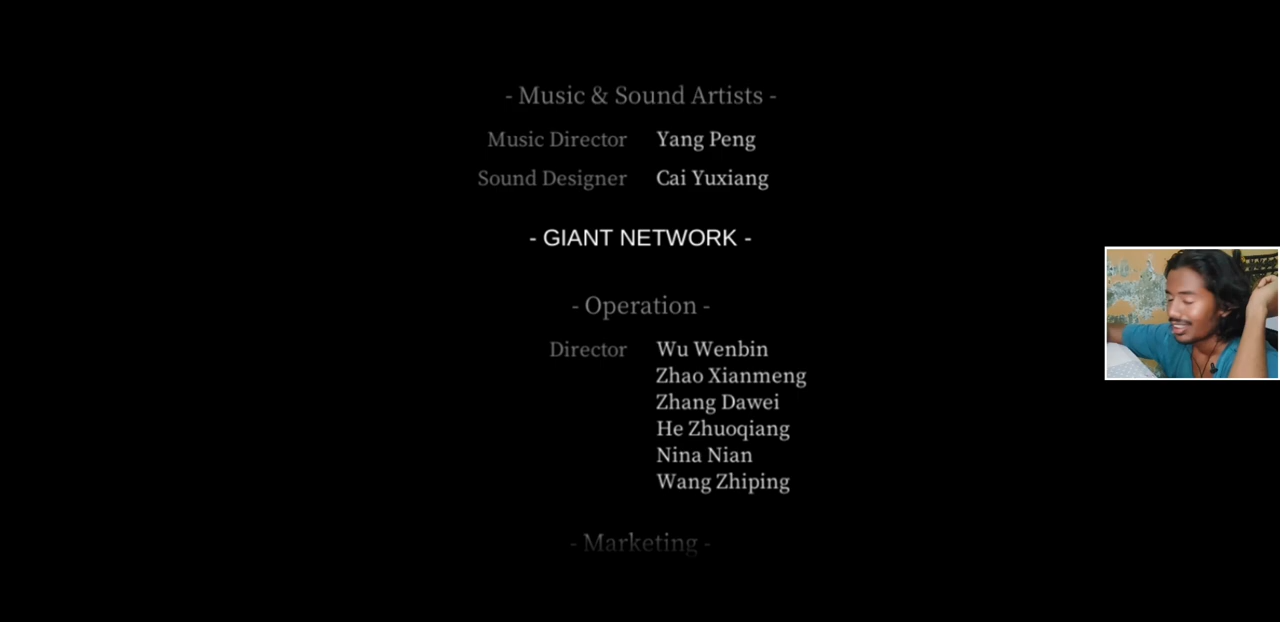 - Music & Sound Artists -
Music Director Yang Peng
Sound Designer Cai Yuxiang
- GIANT NETWORK -
- Operation -
Director Wu Wenbin
Zhao Xianmeng
Zhang Dawei
He Zhuoqiang
Nina Nian
Wang Zhiping
- Marketing -